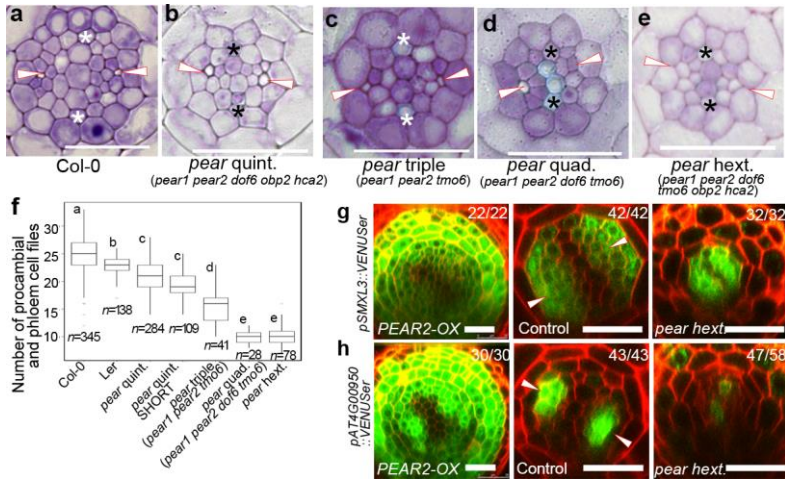 a
b
c
d
e
*
*
*
*
*
*
*
*
*
*
Col-0
pear quint.
(pear1 pear2 dof6 obp2 hca2)
pear triple
(pear1 pear2 tmo6)
pear quad.
(pear1 pear2 dof6 tmo6)
pear hext.
(pear1 pear2 dof6
tmo6 obp2 hca2)
f
Number of procambial
and phloem cell files
30
25
20
15
10
a
b
c
c
d
e
e
n=345
n=138
n=284
n=109
n=41
n=28
n=78
Col-0
Ler
pear quint.
pear quint.
SHORT
pear triple
(pear1 pear2 tmo6)
pear quad.
(pear1 pear2 dof6 tmo6)
pear hext.
g
pSMXL3::VENUSer
22/22
42/42
32/32
PEAR2-OX
Control
pear hext.
h
pAT4G00950
::VENUSer
30/30
43/43
47/58
PEAR2-OX
Control
pear hext.